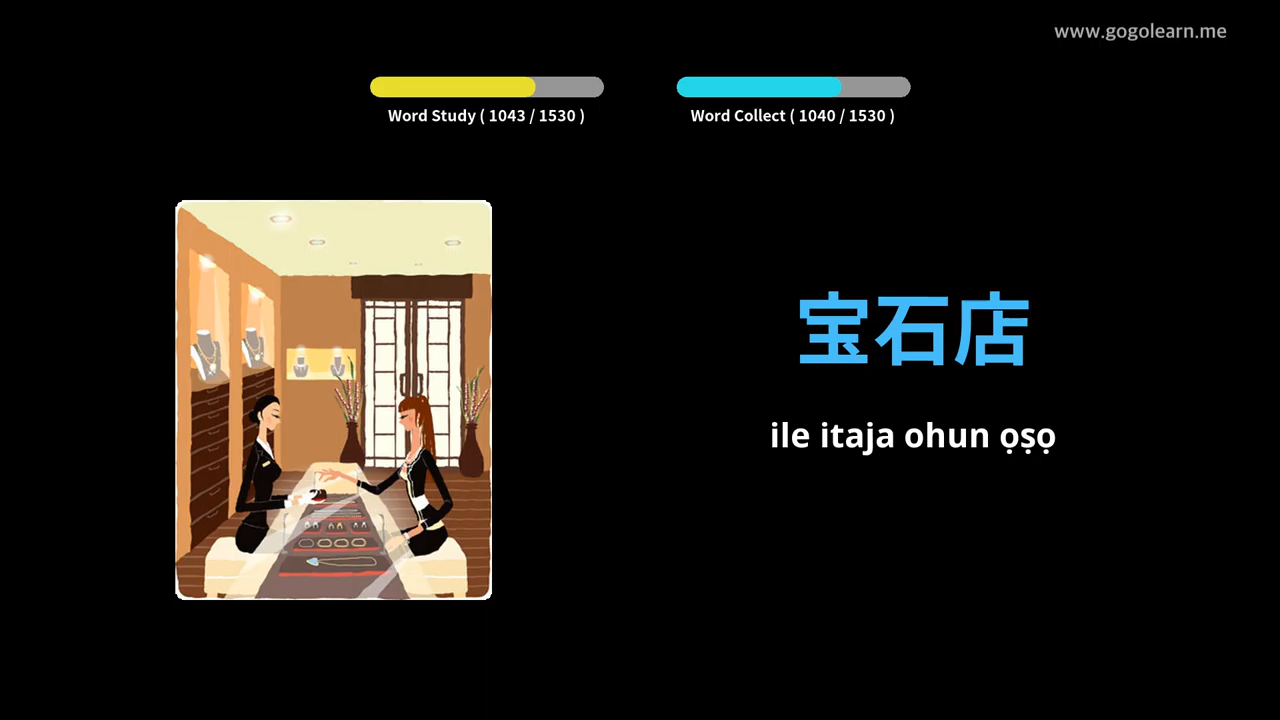 www.gogolearn.me
Word Study ( 1043 / 1530 )
Word Collect ( 1040 / 1530 )
宝石店
ile itaja ohun ọṣọ